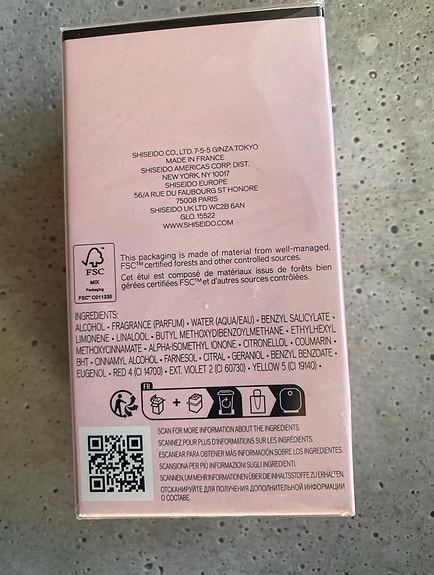 SHISEIDO CO., LTD. 7-5-5 GINZA TOKYO
MADE IN FRANCE
SHISEIDO AMERICAS CORP. DIST.
NEW YORK. NY 10017
SHISEIDO EUROPE
56/A RUE DU FAUBOURG ST HONORE
75008 PARIS
SHISEIDO UK LTD. WC2B 6AN
GLO. 15522
WWW.SHISEIDO.COM
FSC
MIX
Packaging
FSC® C011336
This packaging is made of material from well-managed,
FSC™ certified forests and other controlled sources.
Cet étui est composé de matériaux issus de forêts bien
gérées certifiées FSC™ et d'autres sources contrôlées.
INGREDIENTS:
ALCOHOL • FRAGRANCE (PARFUM) • WATER (AQUA/EAU) • BENZYL SALICYLATE •
LIMONENE • LINALOOL • BUTYL METHOXYDIBENZOYLMETHANE • ETHYLHEXYL
METHOXYCINNAMATE • ALPHA-ISOMETHYL IONONE • CITRONELLOL • COUMARIN •
BHT • CINNAMYL ALCOHOL • FARNESOL • CITRAL • GERANIOL • BENZYL BENZOATE •
EUGENOL • RED 4 (CI 14700) • EXT. VIOLET 2 (CI 60730) • YELLOW 5 (CI 19140) •
FR
SCAN FOR MORE INFORMATION ABOUT THE INGREDIENTS.
SCANNEZ POUR PLUS D'INFORMATIONS SUR LES INGRÉDIENTS.
ESCANEAR PARA OBTENER MÁS INFORMACIÓN SOBRE LOS INGREDIENTES.
SCANSIONA PER PIÙ INFORMAZIONI SUGLI INGREDIENTI.
SCANNEN, UM MEHR INFORMATIONEN ÜBER DIE INHALTSSTOFFE ZU ERHALTEN.
ОТСКАНИРУЙТЕ ДЛЯ ПОЛУЧЕНИЯ ДОПОЛНИТЕЛЬНОЙ ИНФОРМАЦИИ
О СОСТАВЕ.